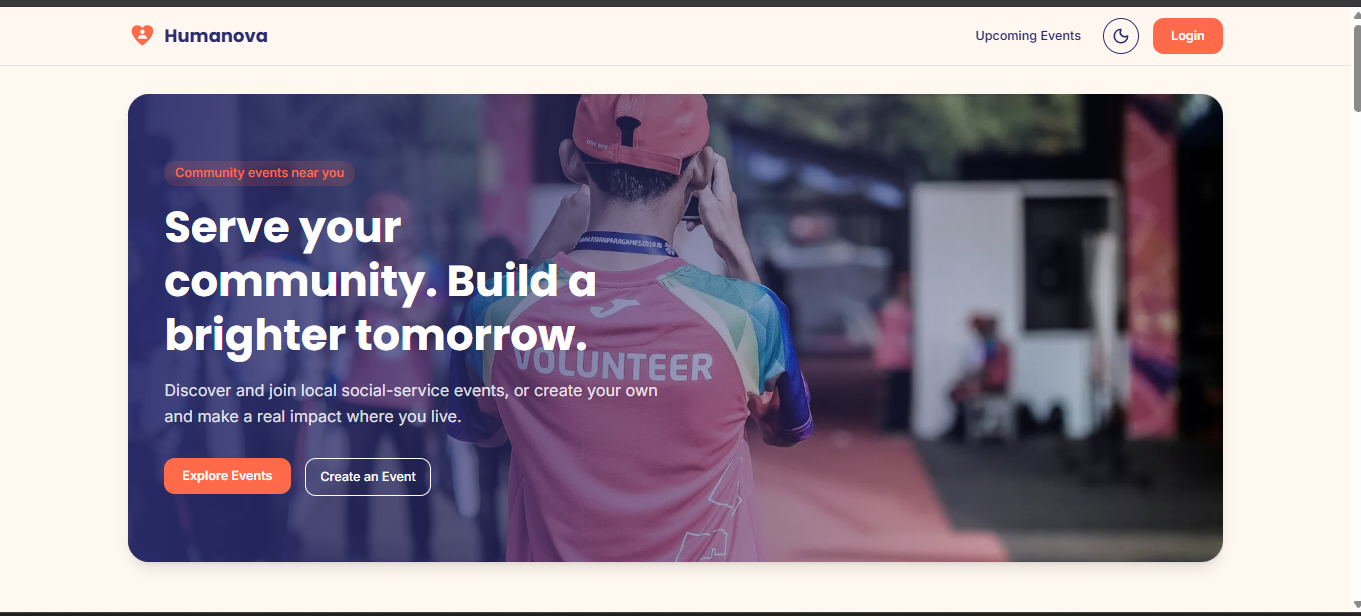 Humanova
Upcoming Events
Login
Community events near you
Serve your
community. Build a
brighter tomorrow.
VOLUNTEER
Discover and join local social-service events, or create your own
and make a real impact where you live.
Explore Events
Create an Event